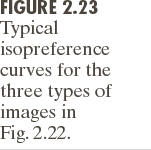 FIGURE 2.23
Typical
isopreference
curves for the
three types of
images in
Fig. 2.22.